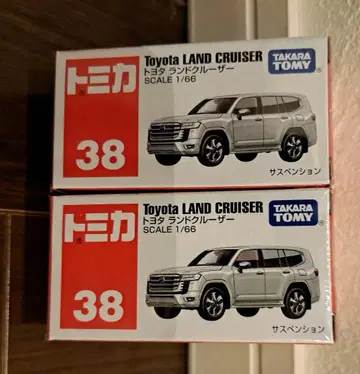 トミカ
38
Toyota LAND CRUISER
トヨタ ランドクルーザー
SCALE 1/66
TAKARA
TOMY
サスペンション
トミカ
38
Toyota LAND CRUISER
トヨタ ランドクルーザー
SCALE 1/66
TAKARA
TOMY
サスペンション